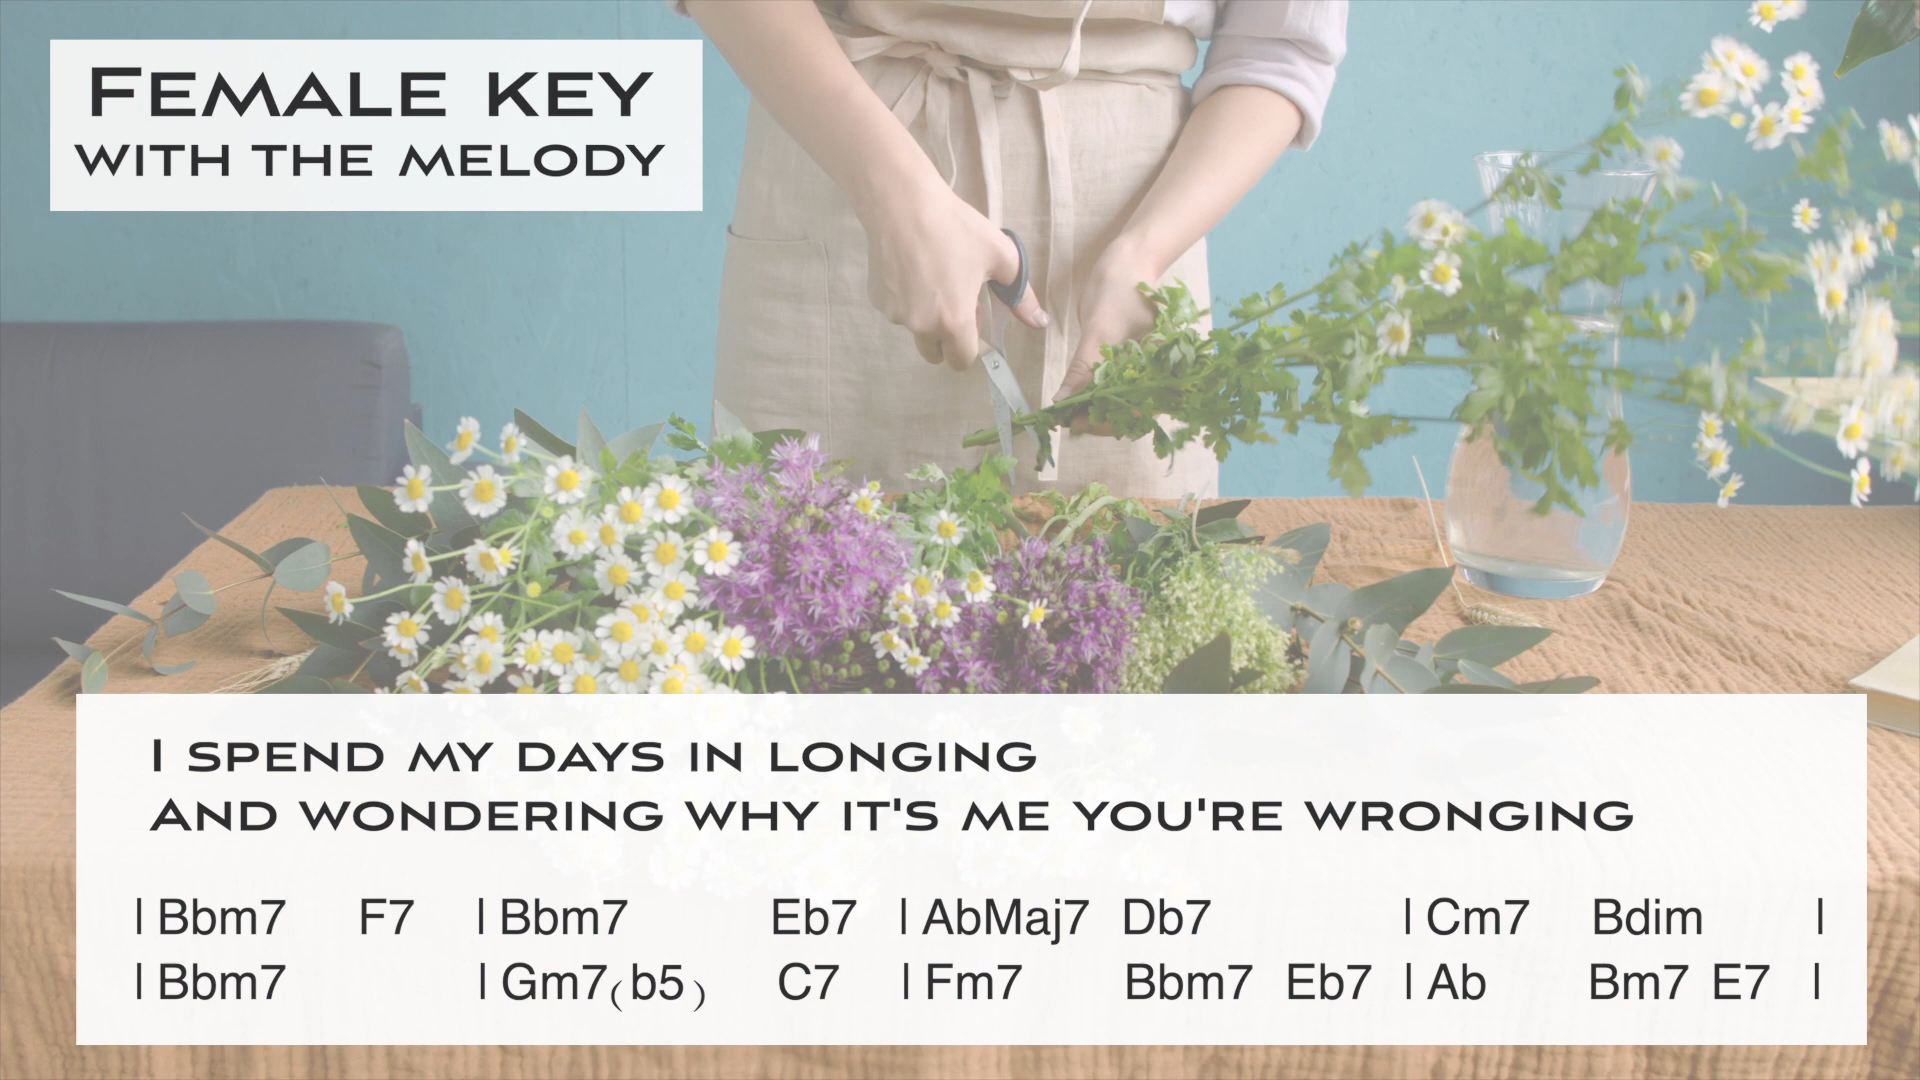 Female key
with the melody
I spend my days in longing
And wondering why it's me you're wronging
| Bbm7 F7 | Bbm7 Eb7 | AbMaj7 Db7 | Cm7 Bdim |
| Bbm7 | Gm7(b5) C7 | Fm7 Bbm7 Eb7 | Ab Bm7 E7 |